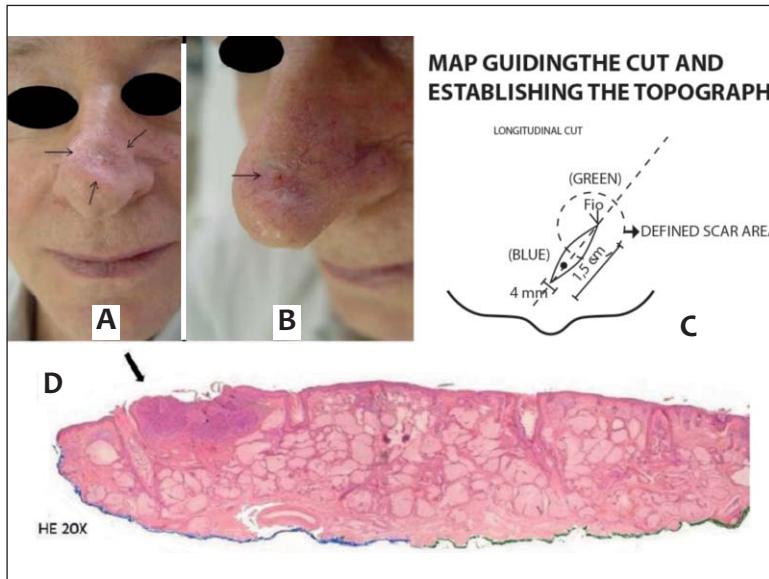 MAP GUIDINGTHE CUT AND
ESTABLISHING THE TOPOGRAPH
LONGITUDINAL CUT
(GREEN)
Fio
DEFINED SCAR AREA
(BLUE)
1,5 sm
4 mm
A
B
C
D
HE 20X